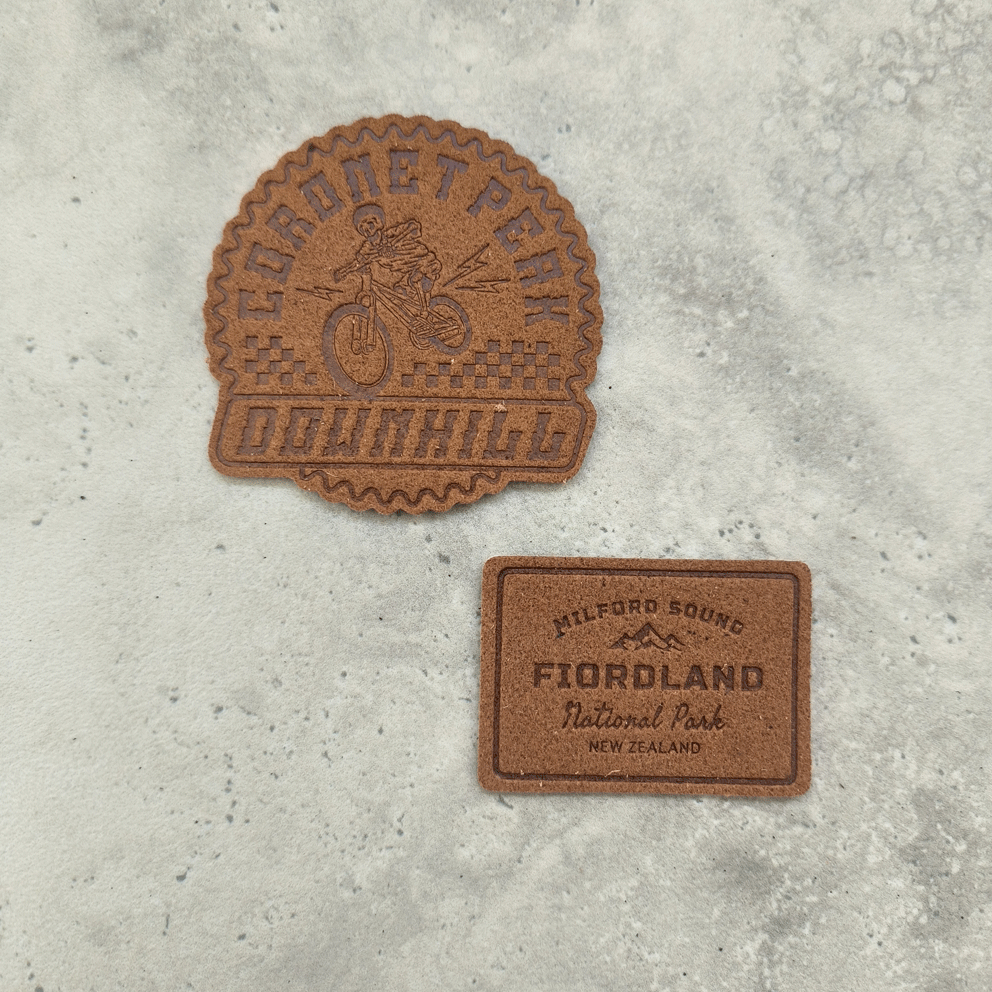 CORONET PEAK
DOWNHILL
MILFORD SOUND
FIORDLAND
National Park
NEW ZEALAND